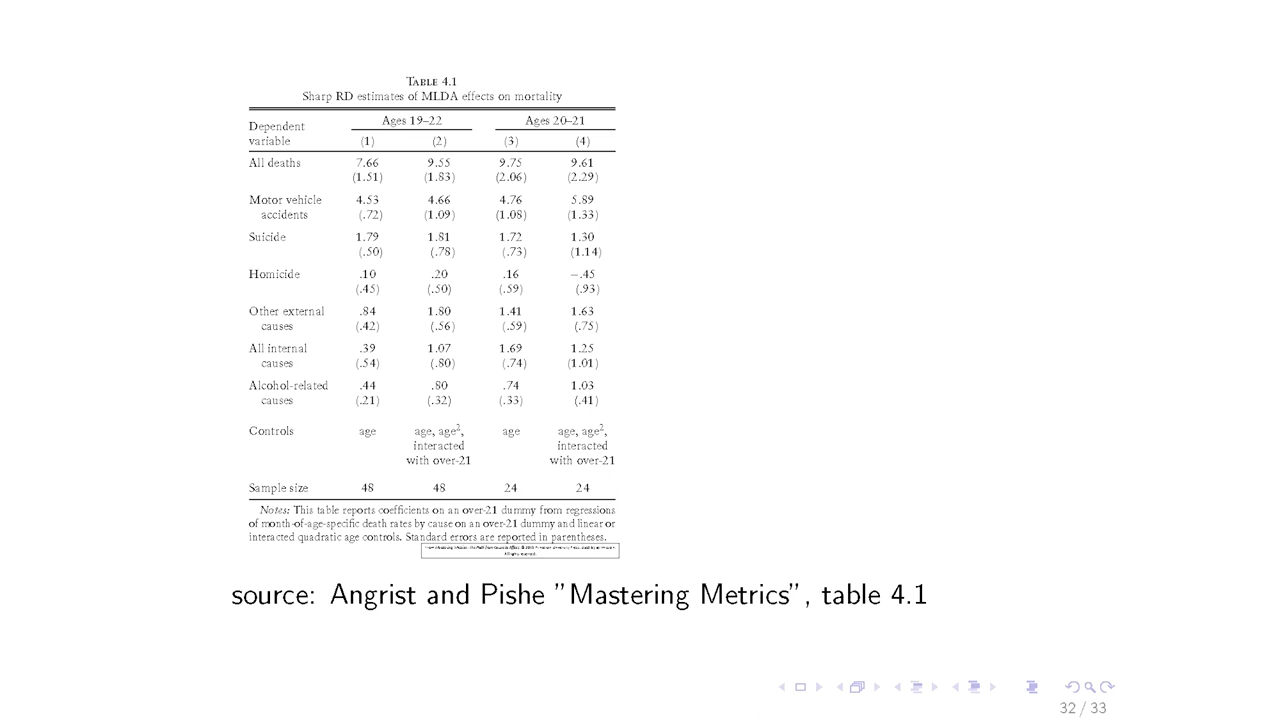 TABLE 4.1
Sharp RD estimates of MLDA effects on mortality
Ages 19–22 Ages 20–21
Dependent
variable (1) (2) (3) (4)
All deaths 7.66 9.55 9.75 9.61
(1.51) (1.83) (2.06) (2.29)
Motor vehicle 4.53 4.66 4.76 5.89
accidents (.72) (1.09) (1.08) (1.33)
Suicide 1.79 1.81 1.72 1.30
(.50) (.78) (.73) (1.14)
Homicide .10 .20 .16 −.45
(.45) (.50) (.59) (.93)
Other external .84 1.80 1.41 1.63
causes (.42) (.56) (.59) (.75)
All internal .39 1.07 1.69 1.25
causes (.54) (.80) (.74) (1.01)
Alcohol-related .44 .80 .74 1.03
causes (.21) (.32) (.33) (.41)
Controls age age, age², age age, age²,
interacted interacted
with over-21 with over-21
Sample size 48 48 24 24
Notes: This table reports coefficients on an over-21 dummy from regressions
of month-of-age-specific death rates by cause on an over-21 dummy and linear or
interacted quadratic age controls. Standard errors are reported in parentheses.
All rights reserved.
source: Angrist and Pishe ”Mastering Metrics”, table 4.1
32 / 33